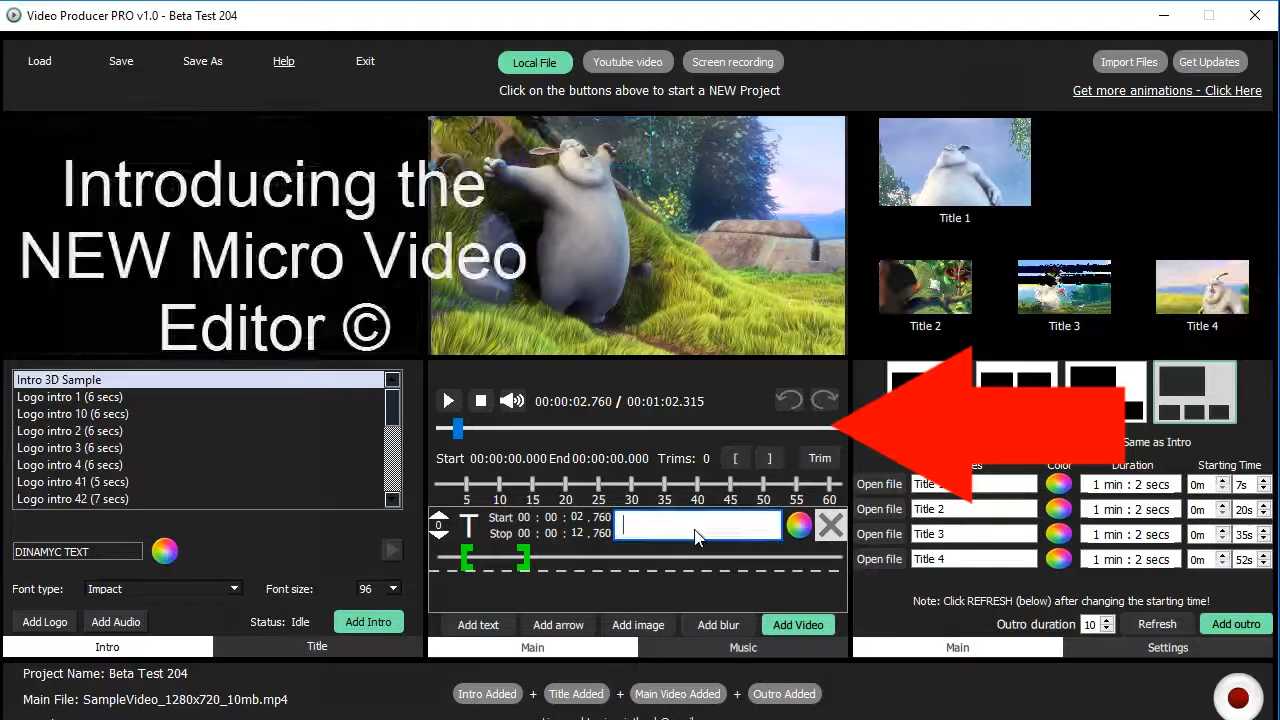 Video Producer PRO v1.0 - Beta Test 204
Load Save Save As Help Exit
Local File Youtube video Screen recording
Import Files Get Updates
Click on the buttons above to start a NEW Project
Get more animations - Click Here
Introducing the
NEW Micro Video
Editor ©
Title 1
Title 2 Title 3 Title 4
Intro 3D Sample
Logo intro 1 (6 secs)
Logo intro 10 (6 secs)
Logo intro 2 (6 secs)
Logo intro 3 (6 secs)
Logo intro 4 (6 secs)
Logo intro 41 (5 secs)
Logo intro 42 (7 secs)
DINAMYC TEXT
Font type: Impact Font size: 96
Add Logo Add Audio Status: Idle Add Intro
Intro Title
00:00:02.760 / 00:01:02.315
Start 00:00:00.000 End 00:00:00.000 Trims: 0 [ ] Trim
5 10 15 20 25 30 35 40 45 50 55 60
0 T Start 00 : 00 : 02 .760
Stop 00 : 00 : 12 .760
Add text Add arrow Add image Add blur Add Video
Main Music
Same as Intro
Color Duration Starting Time
Open file Title 1 min : 2 secs 0m 7s
Open file Title 2 1 min : 2 secs 0m 20s
Open file Title 3 1 min : 2 secs 0m 35s
Open file Title 4 1 min : 2 secs 0m 52s
Note: Click REFRESH (below) after changing the starting time!
Outro duration 10 Refresh Add outro
Main Settings
Project Name: Beta Test 204
Main File: SampleVideo_1280x720_10mb.mp4
Intro Added + Title Added + Main Video Added + Outro Added